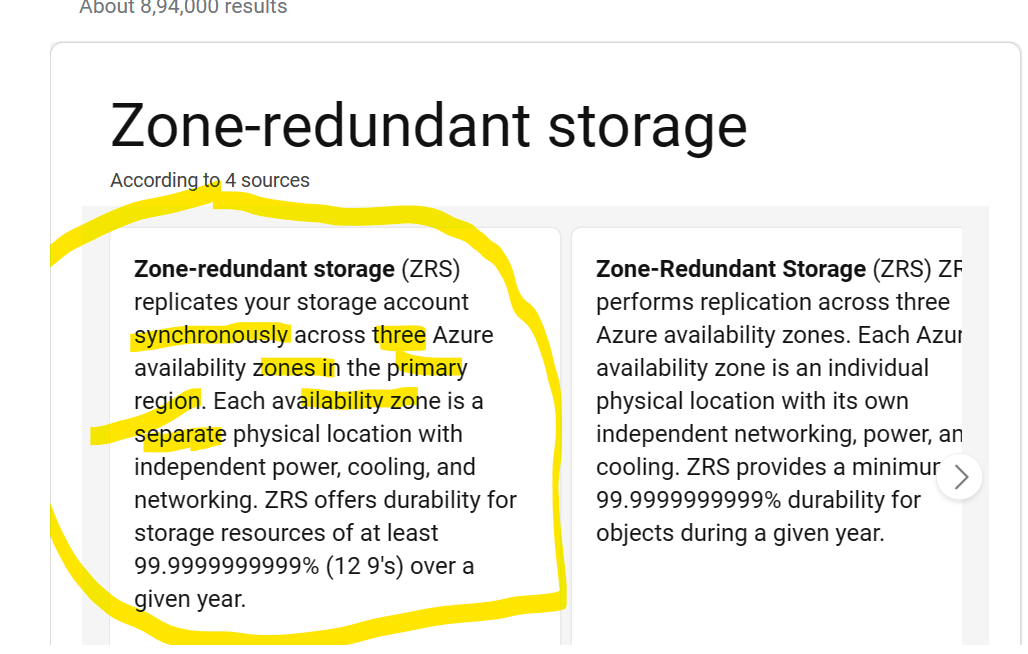 About 8,94,000 results
Zone-redundant storage
According to 4 sources
Zone-redundant storage (ZRS)
replicates your storage account
synchronously across three Azure
availability zones in the primary
region. Each availability zone is a
separate physical location with
independent power, cooling, and
networking. ZRS offers durability for
storage resources of at least
99.9999999999% (12 9's) over a
given year.
Zone-Redundant Storage (ZRS) ZR
performs replication across three
Azure availability zones. Each Azur
availability zone is an individual
physical location with its own
independent networking, power, an
cooling. ZRS provides a minimur
99.9999999999% durability for
objects during a given year.